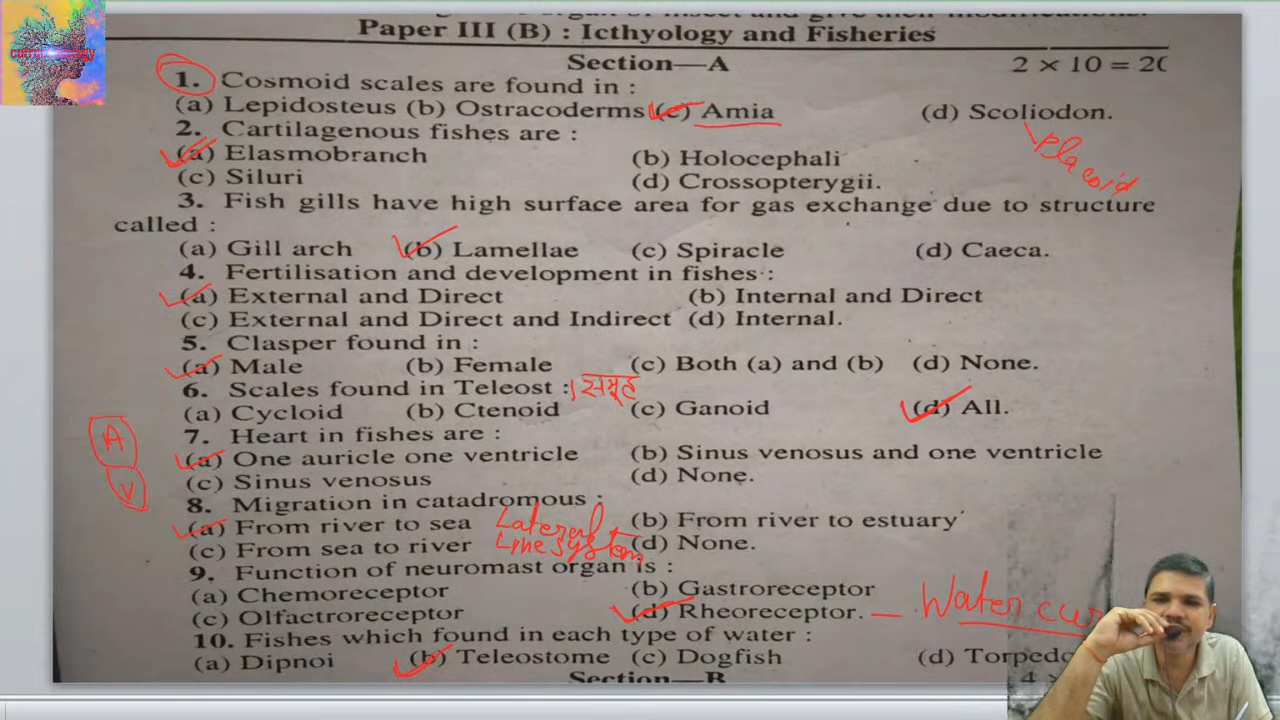 Paper III (B) : Icthyology and Fisheries
Section—A 2 × 10 = 20
1. Cosmoid scales are found in :
(a) Lepidosteus (b) Ostracoderms (c) Amia (d) Scoliodon.
placoid
2. Cartilagenous fishes are :
(a) Elasmobranch (b) Holocephali
(c) Siluri (d) Crossopterygii.
3. Fish gills have high surface area for gas exchange due to structure
called :
(a) Gill arch (b) Lamellae (c) Spiracle (d) Caeca.
4. Fertilisation and development in fishes :
(a) External and Direct (b) Internal and Direct
(c) External and Direct and Indirect (d) Internal.
5. Clasper found in :
(a) Male (b) Female (c) Both (a) and (b) (d) None.
6. Scales found in Teleost : समूह
(a) Cycloid (b) Ctenoid (c) Ganoid (d) All.
7. Heart in fishes are :
A
(a) One auricle one ventricle (b) Sinus venosus and one ventricle
(c) Sinus venosus (d) None.
V
8. Migration in catadromous :
(a) From river to sea (b) From river to estuary
(c) From sea to river (d) None.
Lateral
Line system
9. Function of neuromast organ is :
(a) Chemoreceptor (b) Gastroreceptor
(c) Olfactroreceptor (d) Rheoreceptor. — Water cur
10. Fishes which found in each type of water :
(a) Dipnoi (b) Teleostome (c) Dogfish (d) Torpedo
Section—B 4